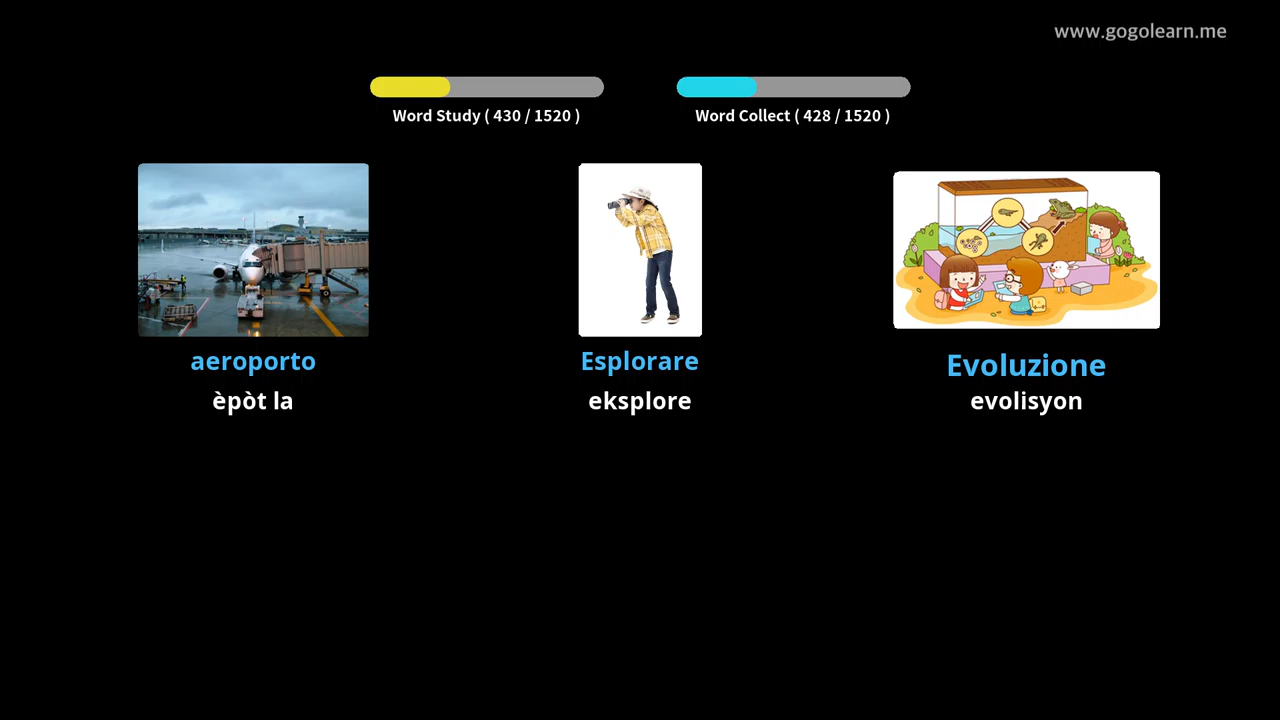 www.gogolearn.me
Word Study ( 430 / 1520 )
Word Collect ( 428 / 1520 )
aeroporto
èpòt la
Esplorare
eksplore
Evoluzione
evolisyon